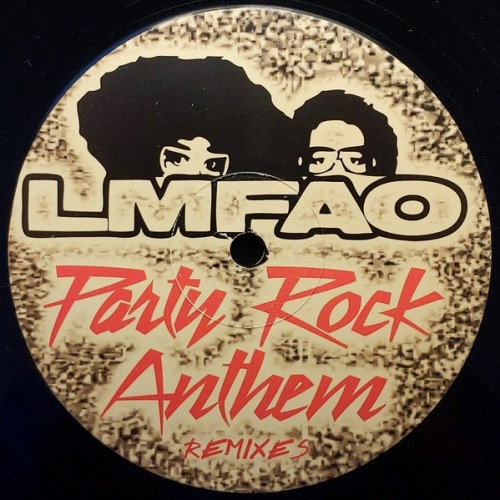 LMFAO
Party Rock
Anthem
REMIXES